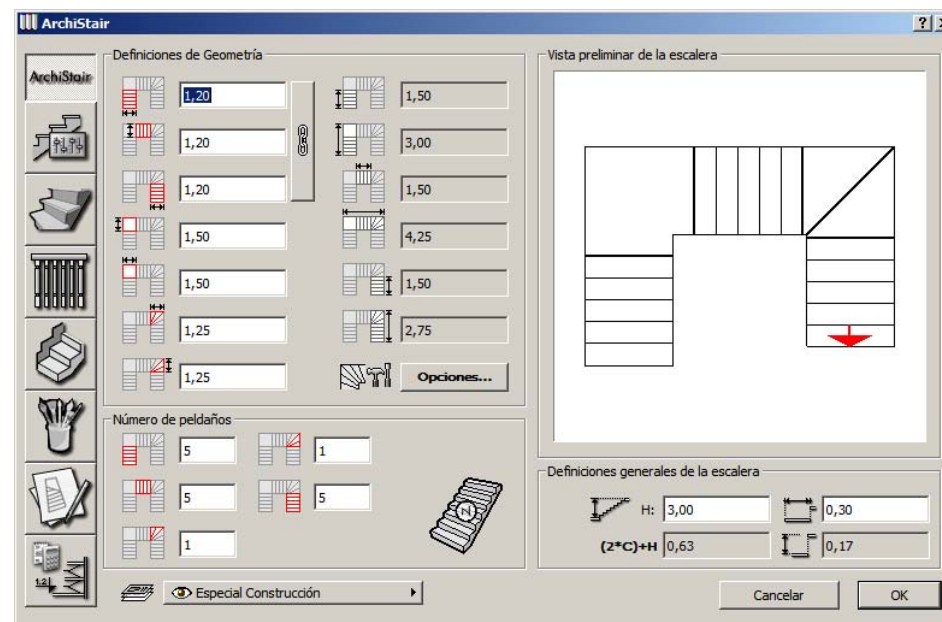 ArchiStair
ArchiStair
Definiciones de Geometría
1,20
1,50
1,20
3,00
1,20
1,50
1,50
4,25
1,50
1,50
1,25
2,75
1,25
Opciones...
Número de peldaños
5
1
5
5
1
N
Vista preliminar de la escalera
Definiciones generales de la escalera
H:
3,00
0,30
(2*C)+H
0,63
0,17
1.2
Especial Construcción
Cancelar
OK